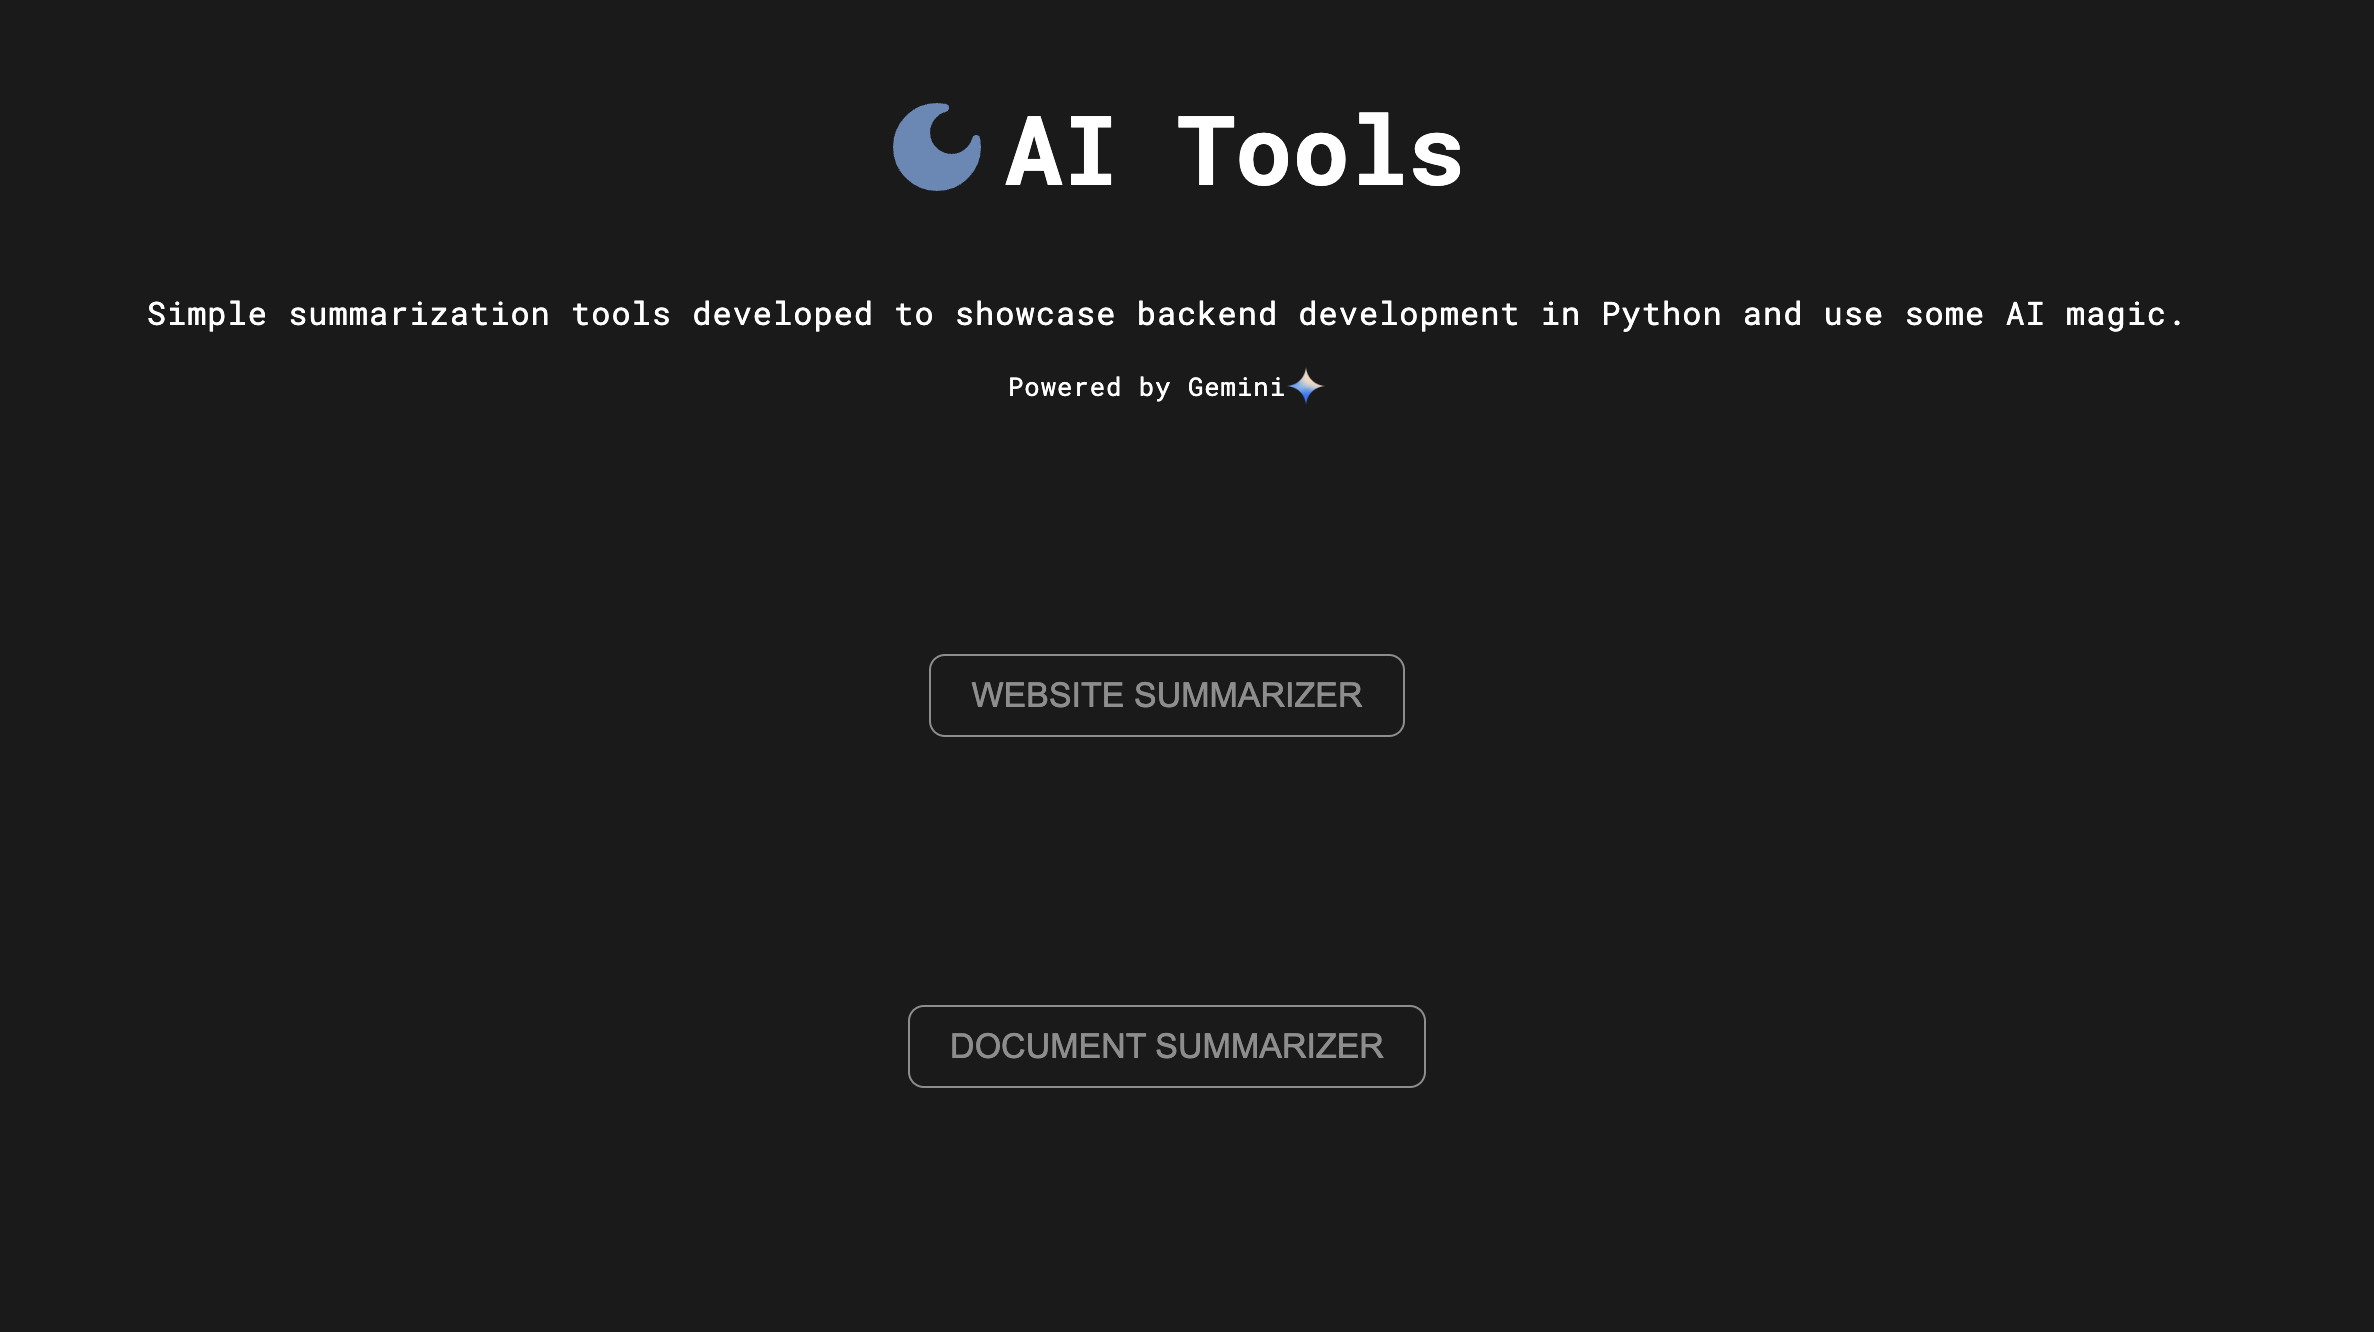 AI Tools
Simple summarization tools developed to showcase backend development in Python and use some AI magic.
Powered by Gemini
WEBSITE SUMMARIZER
DOCUMENT SUMMARIZER